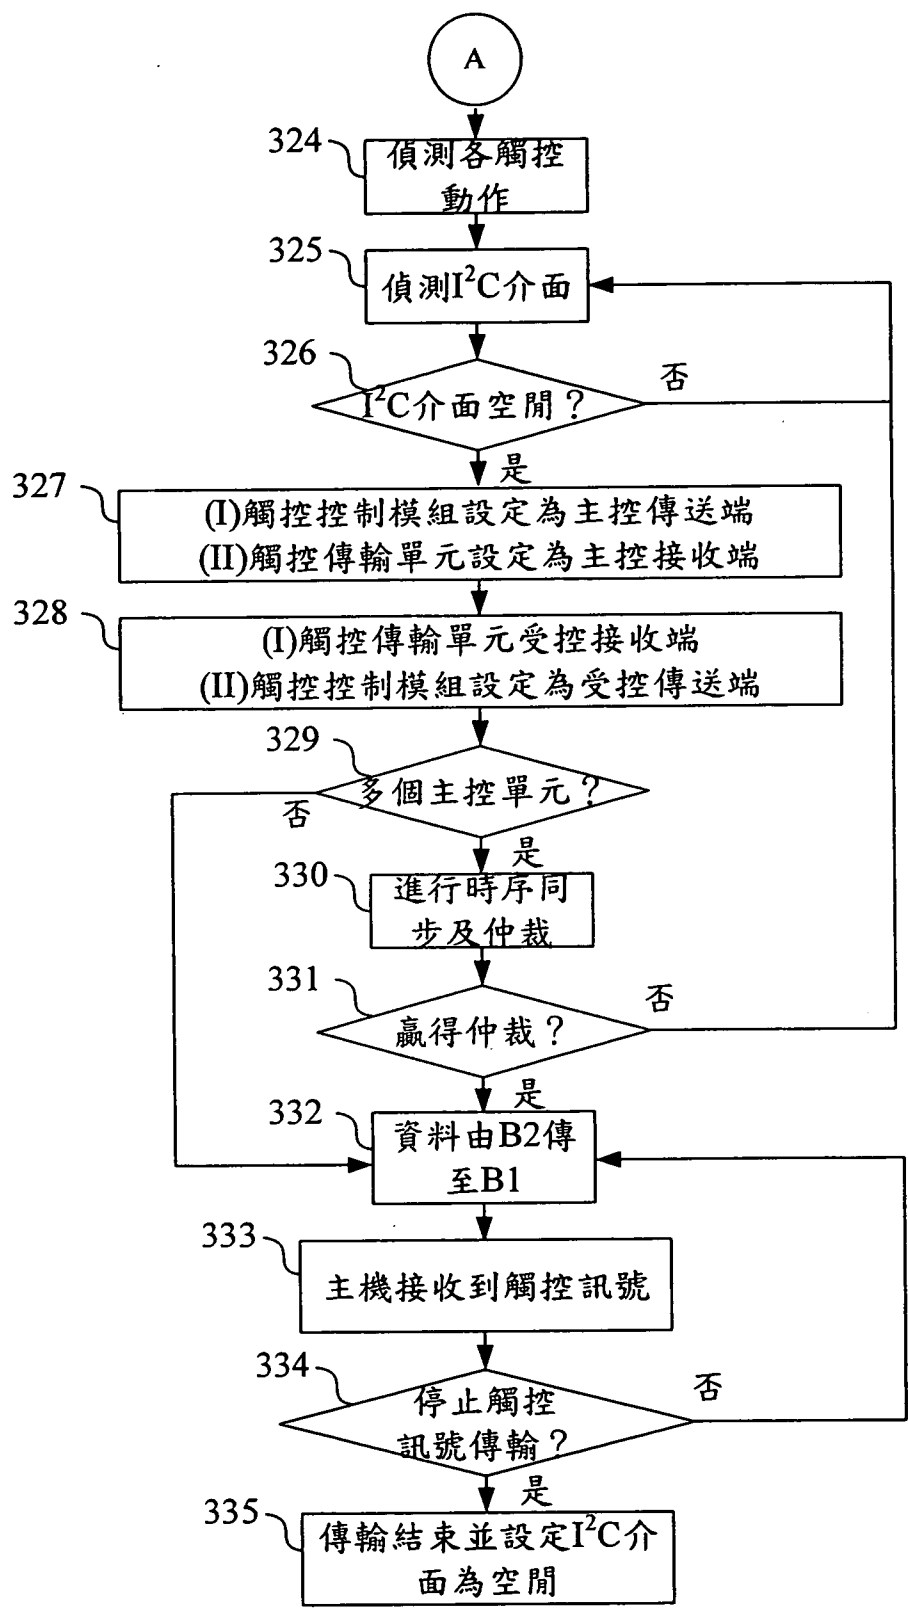 A
324
偵測各觸控
動作
325
偵測I²C介面
326
I²C介面空閒？
否
是
327
(I)觸控控制模組設定為主控傳送端
(II)觸控傳輸單元設定為主控接收端
328
(I)觸控傳輸單元受控接收端
(II)觸控控制模組設定為受控傳送端
329
多個主控單元？
否
是
330
進行時序同
步及仲裁
331
贏得仲裁？
否
是
332
資料由B2傳
至B1
333
主機接收到觸控訊號
334
停止觸控
訊號傳輸？
否
是
335
傳輸結束並設定I²C介
面為空閒